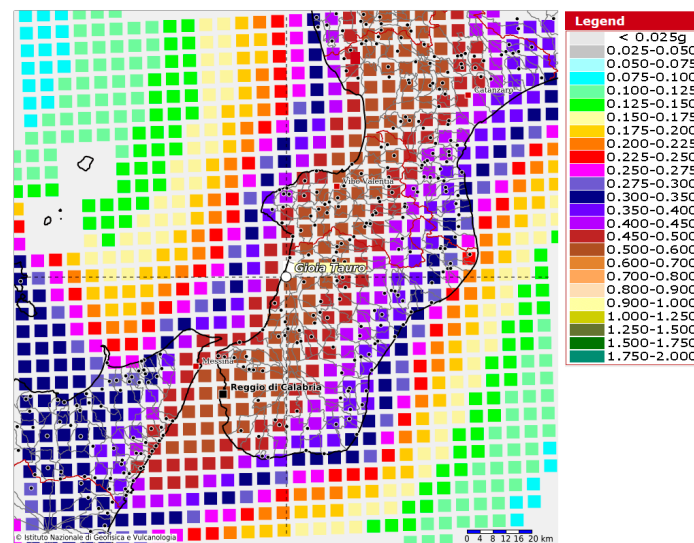 Legend
< 0.025g
0.025-0.050
0.050-0.075
0.075-0.100
0.100-0.125
0.125-0.150
0.150-0.175
0.175-0.200
0.200-0.225
0.225-0.250
0.250-0.275
0.275-0.300
0.300-0.350
0.350-0.400
0.400-0.450
0.450-0.500
0.500-0.600
0.600-0.700
0.700-0.800
0.800-0.900
0.900-1.000
1.000-1.250
1.250-1.500
1.500-1.750
1.750-2.000
Catanzaro
Vibo Valentia
Gioia Tauro
Messina
Reggio di Calabria
© Istituto Nazionale di Geofisica e Vulcanologia
0 4 8 12 16 20 km